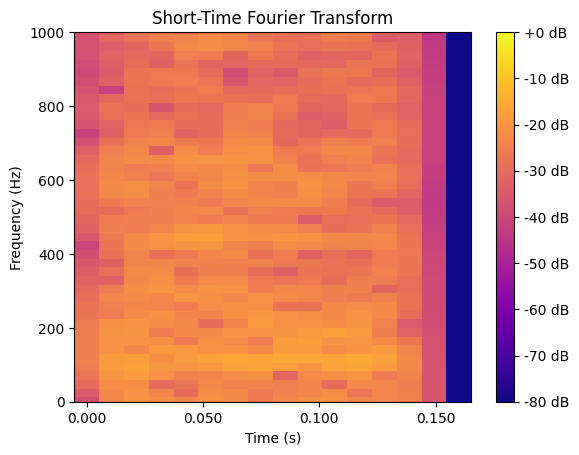 Short-Time Fourier Transform
1000
800
600
400
200
0
Frequency (Hz)
0.000
0.050
0.100
0.150
Time (s)
+0 dB
-10 dB
-20 dB
-30 dB
-40 dB
-50 dB
-60 dB
-70 dB
-80 dB